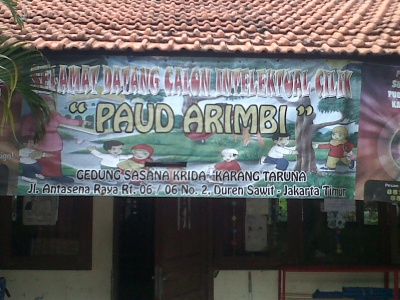 SELAMAT DATANG CALON INTELEKTUAL CILIK
"PAUD ARIMBI"
GEDUNG SASANA KRIDA - KARANG TARUNA
Jl. Antasena Raya Rt. 06 / 06 No. 2. Duren Sawit - Jakarta Timur